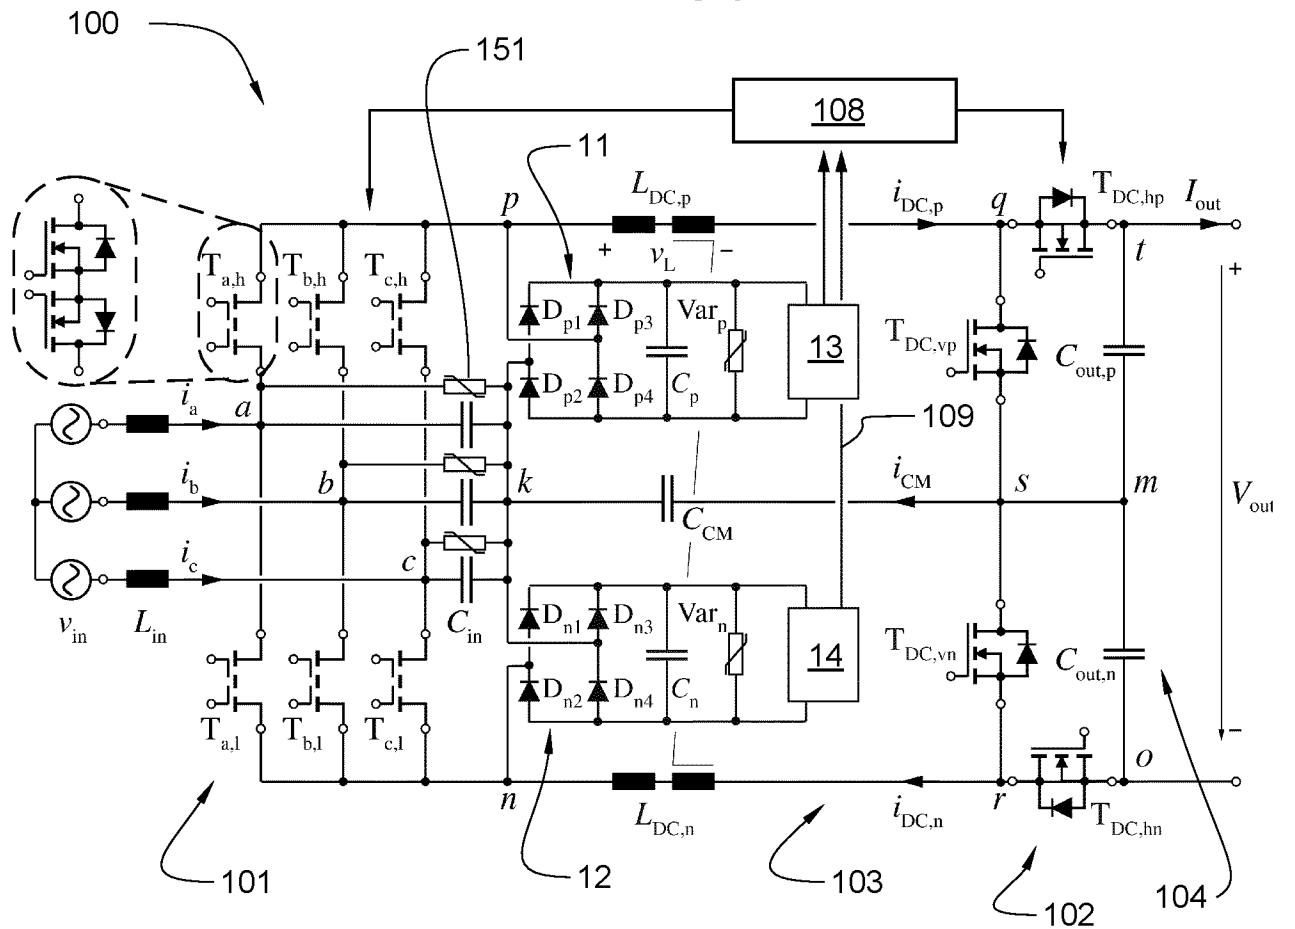 100
151
108
11
p
L_DC,p
i_DC,p
q
T_DC,hp
I_out
+ v_L −
t
T_a,h T_b,h T_c,h
+
D_p1 D_p3
Var_p
13
T_DC,vp
C_out,p
D_p2 D_p4
C_p
i_a
a
109
i_b
b
k
i_CM
s
m
V_out
C_CM
i_c
c
v_in
L_in
C_in
D_n1 D_n3
Var_n
14
T_DC,vn
C_out,n
D_n2 D_n4
C_n
T_a,l T_b,l T_c,l
−
n
L_DC,n
i_DC,n
r
o
T_DC,hn
101
12
103
102
104